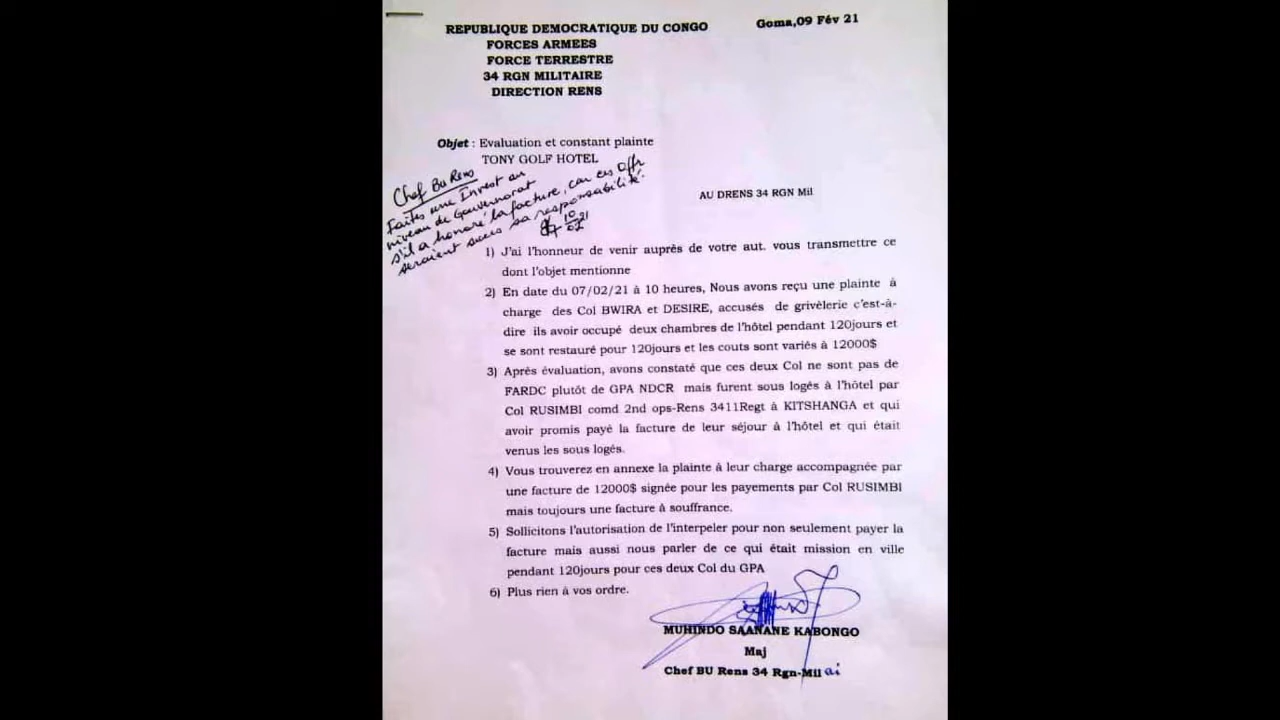 REPUBLIQUE DEMOCRATIQUE DU CONGO
Goma,09 Fév 21
FORCES ARMEES
FORCE TERRESTRE
34 RGN MILITAIRE
DIRECTION RENS
Objet : Evaluation et constant plainte
TONY GOLF HOTEL
Chef BU Rens
Faites une Invest au
niveau de Gouvernorat
s'il a honoré la facture, car ces Offr
seraient sous sa responsabilité.
10/02 21
AU DRENS 34 RGN Mil
1) J'ai l'honneur de venir auprès de votre aut. vous transmettre ce
dont l'objet mentionne
2) En date du 07/02/21 à 10 heures, Nous avons reçu une plainte à
charge des Col BWIRA et DESIRE, accusés de grivèlerie c'est-à-
dire ils avoir occupé deux chambres de l'hôtel pendant 120jours et
se sont restauré pour 120jours et les couts sont variés à 12000$
3) Après évaluation, avons constaté que ces deux Col ne sont pas de
FARDC plutôt de GPA NDCR mais furent sous logés à l'hôtel par
Col RUSIMBI comd 2nd ops-Rens 3411Regt à KITSHANGA et qui
avoir promis payé la facture de leur séjour à l'hôtel et qui était
venus les sous logés.
4) Vous trouverez en annexe la plainte à leur charge accompagnée par
une facture de 12000$ signée pour les payements par Col RUSIMBI
mais toujours une facture à souffrance.
5) Sollicitons l'autorisation de l'interpeler pour non seulement payer la
facture mais aussi nous parler de ce qui était mission en ville
pendant 120jours pour ces deux Col du GPA
6) Plus rien à vos ordre.
MUHINDO SAANANE KABONGO
Maj
Chef BU Rens 34 Rgn-Mil ai